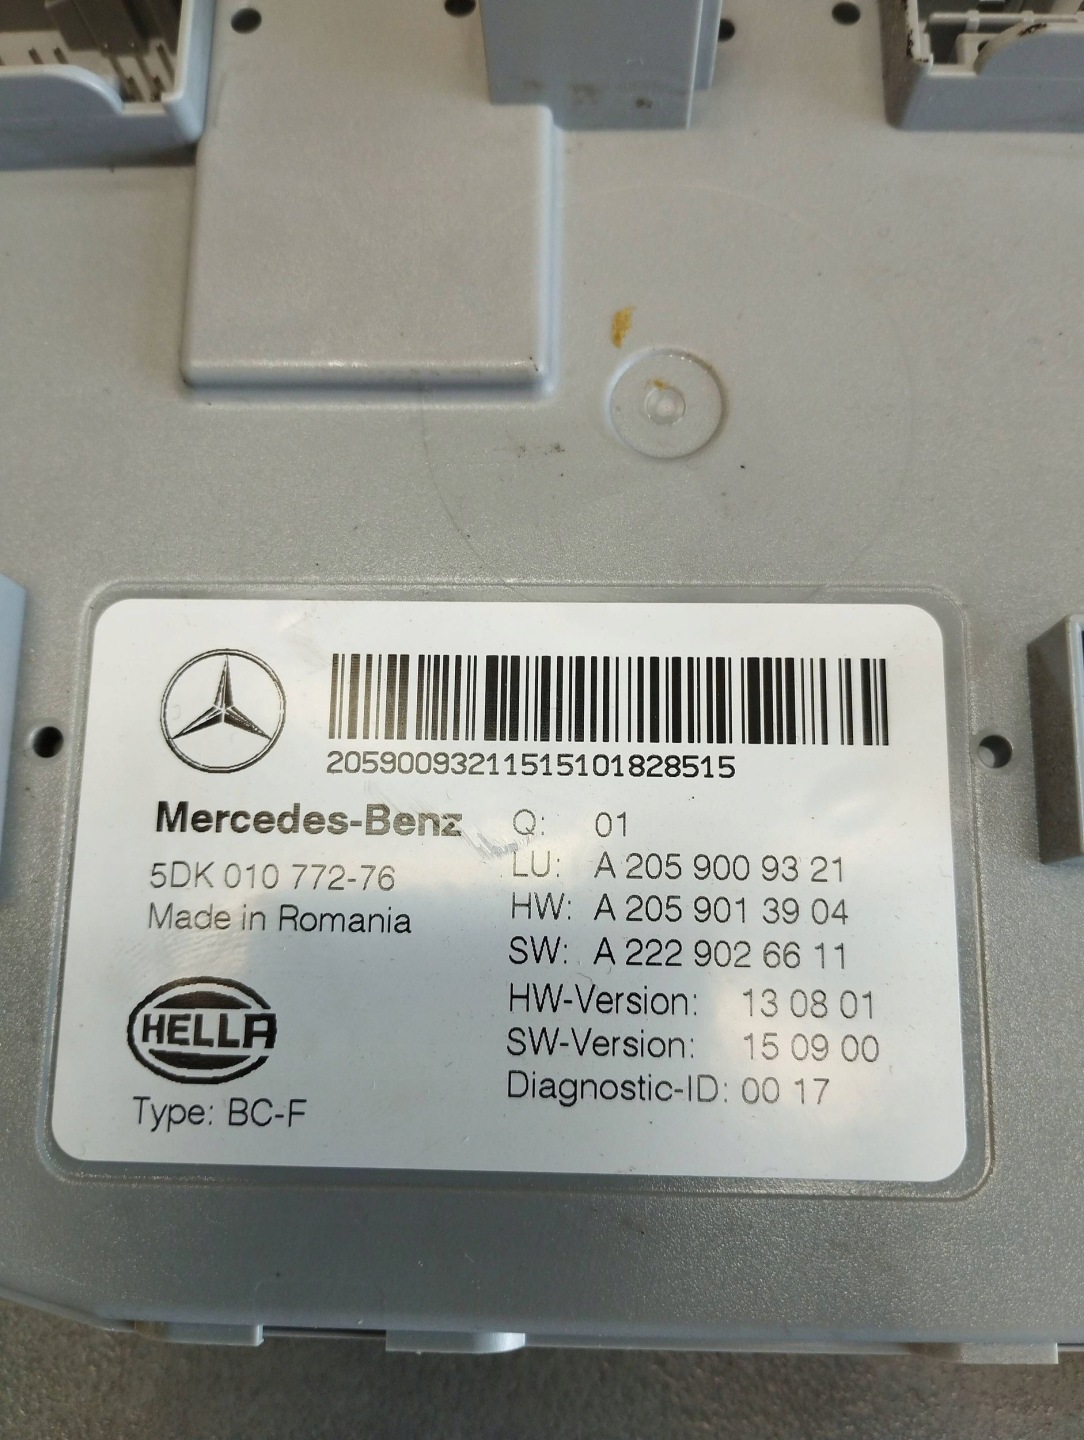 20590093211515101828515
Mercedes-Benz
5DK 010 772-76
Made in Romania
HELLA
Type: BC-F
Q: 01
LU: A 205 900 93 21
HW: A 205 901 39 04
SW: A 222 902 66 11
HW-Version: 13 08 01
SW-Version: 15 09 00
Diagnostic-ID: 00 17